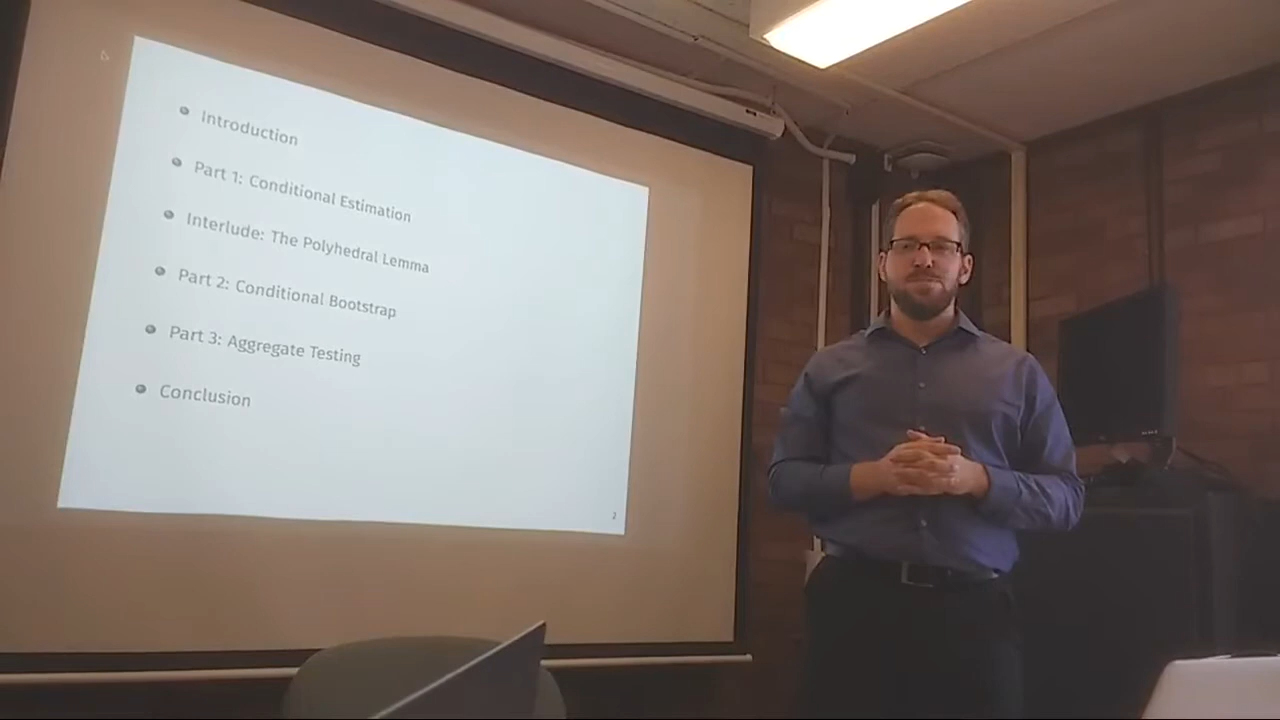 Introduction
Part 1: Conditional Estimation
Interlude: The Polyhedral Lemma
Part 2: Conditional Bootstrap
Part 3: Aggregate Testing
Conclusion
2